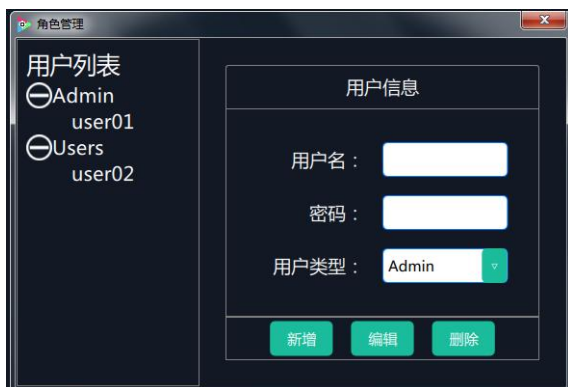 角色管理
用户列表
Admin
user01
Users
user02
用户信息
用户名：
密码：
用户类型：
Admin
新增
编辑
删除